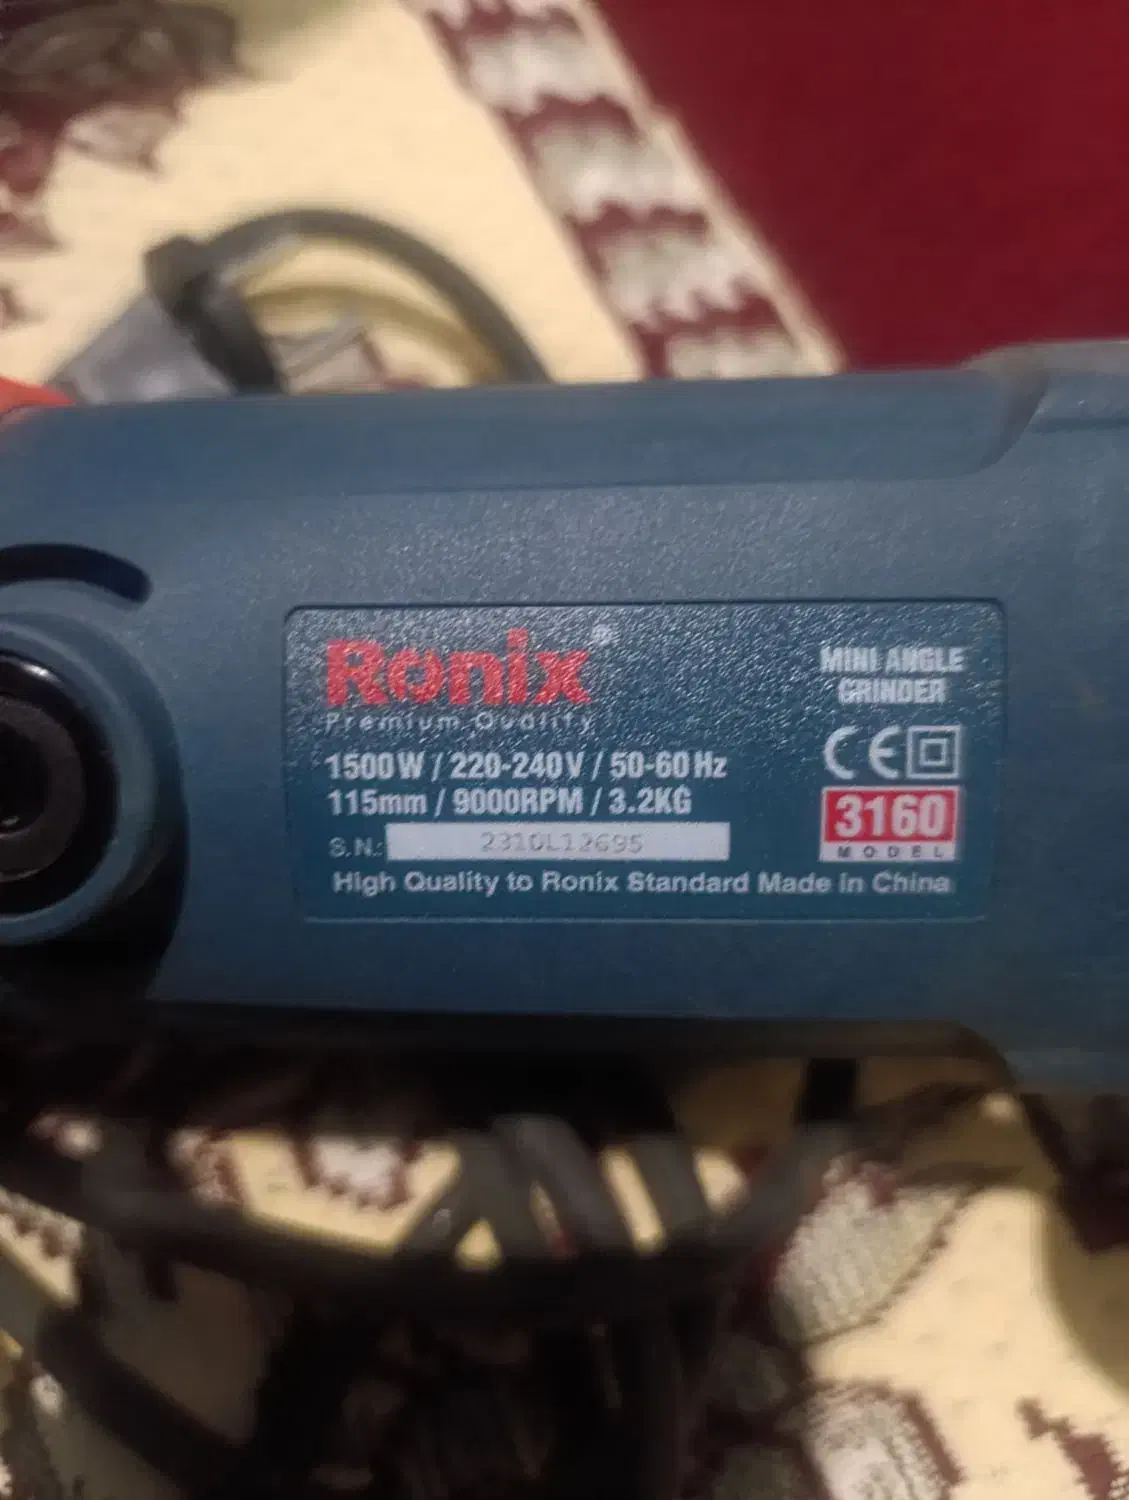 Ronix®
Premium Quality
1500W / 220-240V / 50-60Hz
115mm / 9000RPM / 3.2KG
S.N.: 2310L12695
High Quality to Ronix Standard Made in China
MINI ANGLE
GRINDER
CE
3160
MODEL